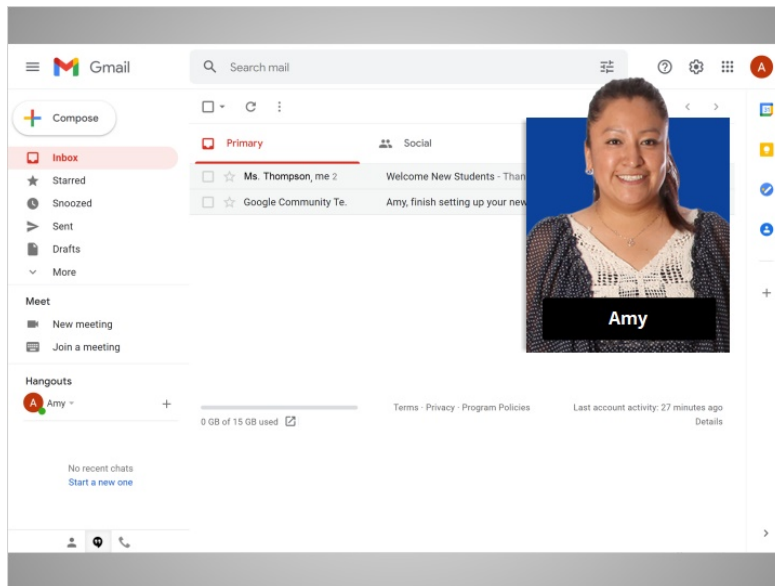 Gmail
Search mail
A
Compose
Primary
Social
Inbox
Ms. Thompson, me 2
Welcome New Students - Than
Starred
Google Community Te.
Amy, finish setting up your new
Snoozed
Sent
Drafts
More
Meet
New meeting
Amy
Join a meeting
Hangouts
A Amy
0 GB of 15 GB used
Terms · Privacy · Program Policies
Last account activity: 27 minutes ago
Details
No recent chats
Start a new one